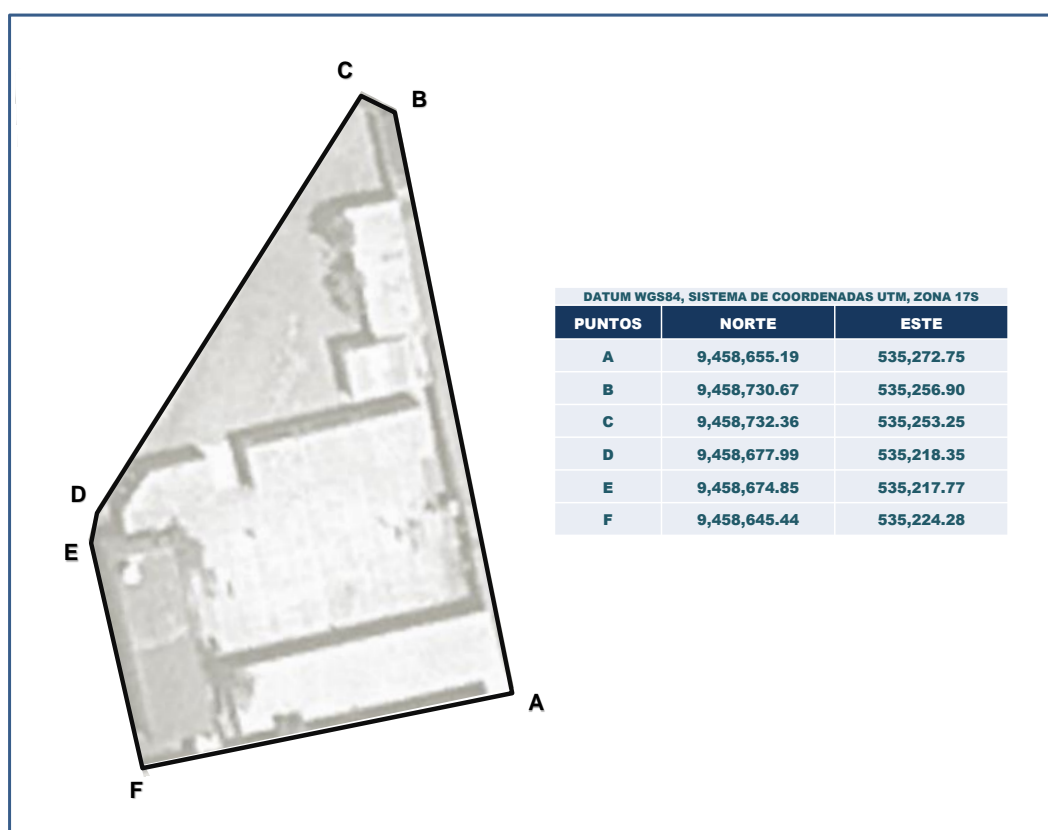 C
B
D
E
A
F
DATUM WGS84, SISTEMA DE COORDENADAS UTM, ZONA 17S
PUNTOS NORTE ESTE
A 9,458,655.19 535,272.75
B 9,458,730.67 535,256.90
C 9,458,732.36 535,253.25
D 9,458,677.99 535,218.35
E 9,458,674.85 535,217.77
F 9,458,645.44 535,224.28